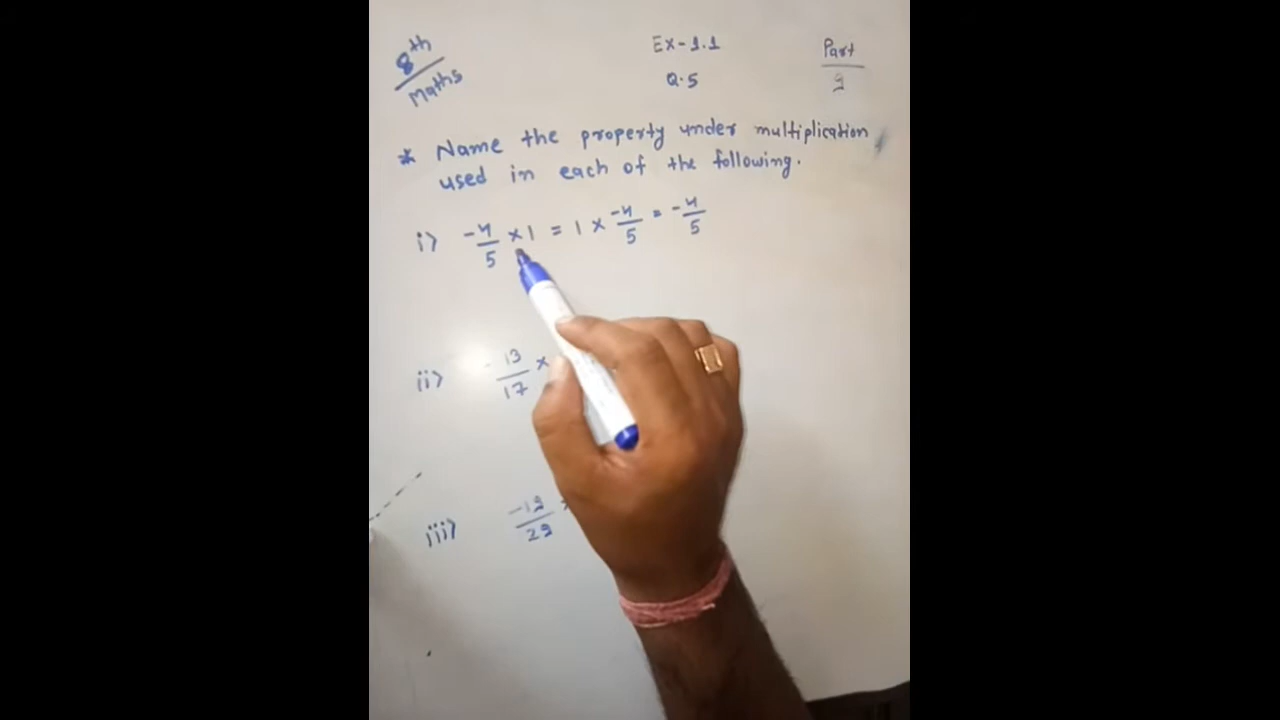 8th
Maths
Ex-1.1
Q.5
Part
9
* Name the property under multiplication
used in each of the following.
i) -4/5 × 1 = 1 × -4/5 = -4/5
ii) 13/17 ×
iii) -19/29 ×